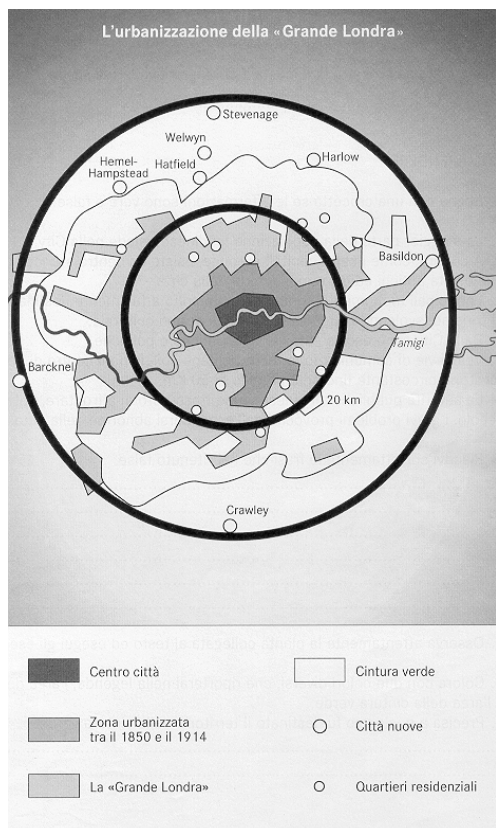 L'urbanizzazione della «Grande Londra»
Stevenage
Welwyn
Harlow
Hemel-
Hampstead
Hatfield
Basildon
Tamigi
Barcknel
20 km
Crawley
Centro città
Cintura verde
Zona urbanizzata
tra il 1850 e il 1914
Città nuove
La «Grande Londra»
Quartieri residenziali